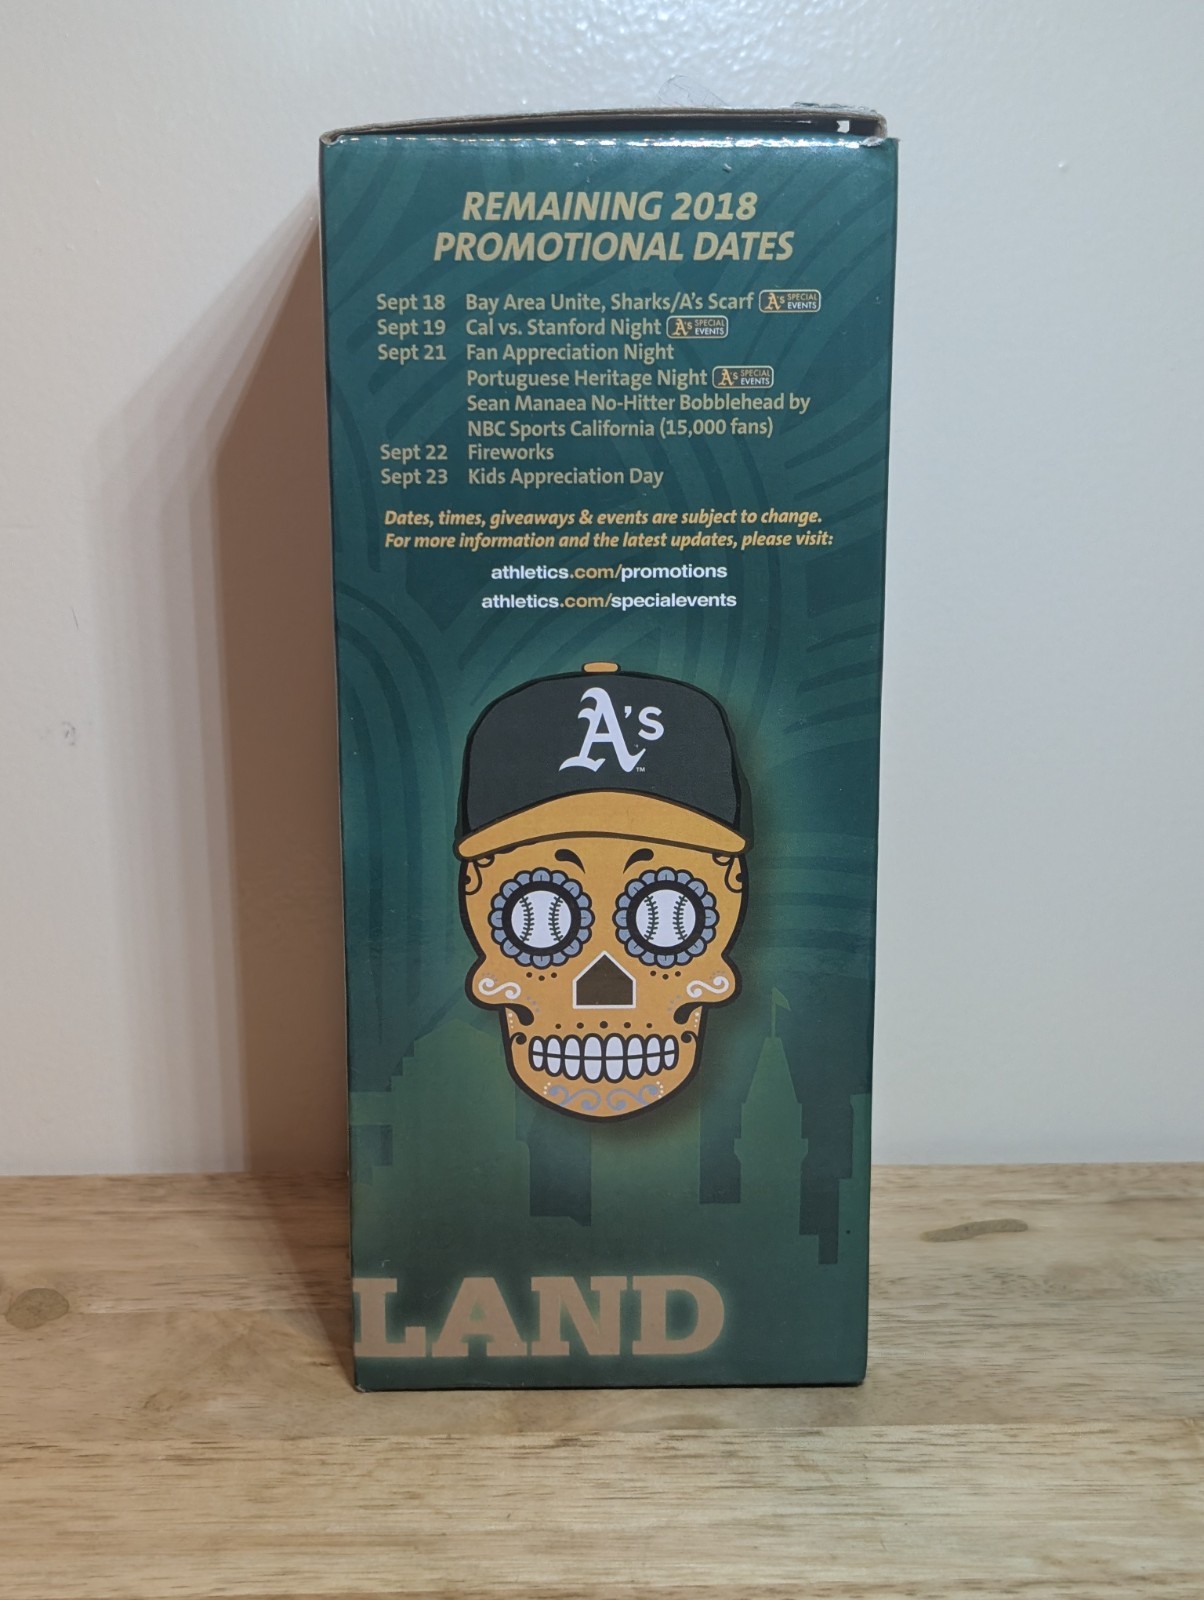 REMAINING 2018
PROMOTIONAL DATES
Sept 18 Bay Area Unite, Sharks/A's Scarf A's SPECIAL EVENTS
Sept 19 Cal vs. Stanford Night A's SPECIAL EVENTS
Sept 21 Fan Appreciation Night
Portuguese Heritage Night A's SPECIAL EVENTS
Sean Manaea No-Hitter Bobblehead by
NBC Sports California (15,000 fans)
Sept 22 Fireworks
Sept 23 Kids Appreciation Day
Dates, times, giveaways & events are subject to change.
For more information and the latest updates, please visit:
athletics.com/promotions
athletics.com/specialevents
A's™
LAND